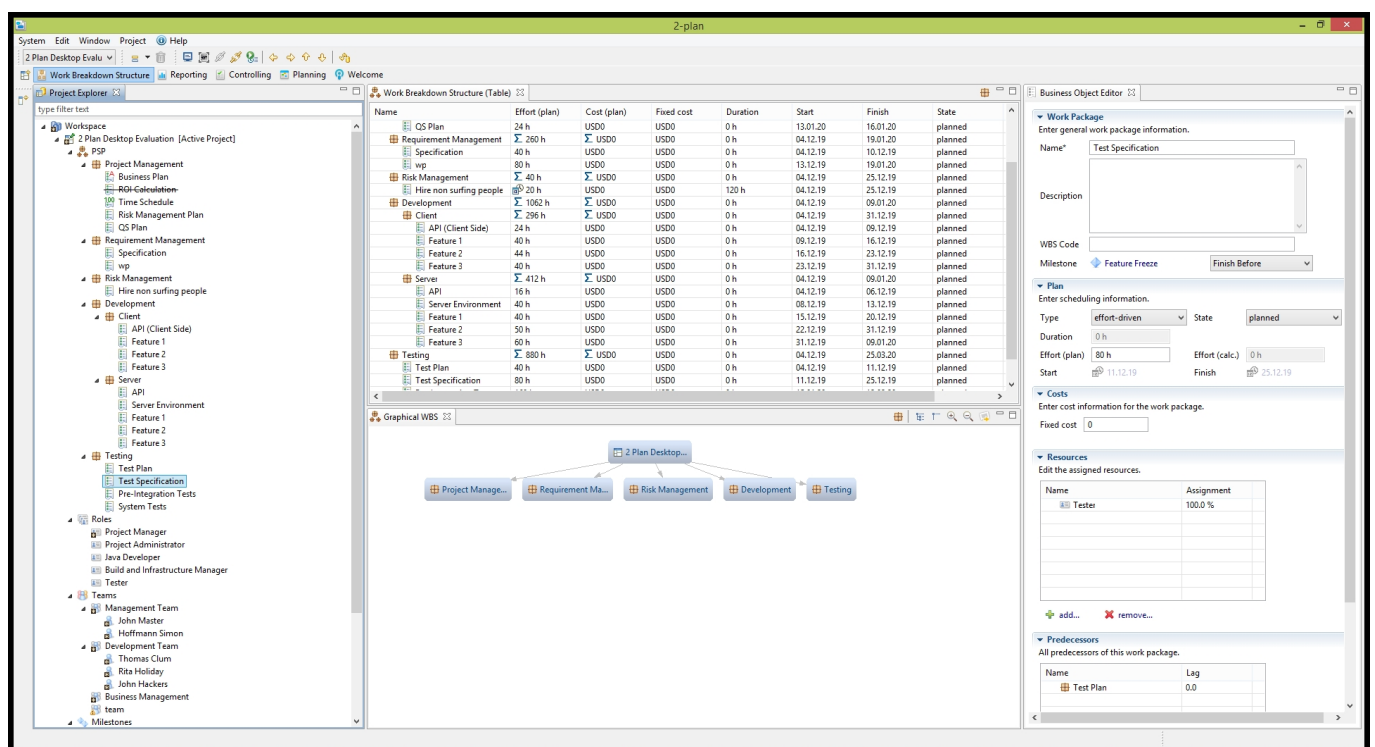 2-plan
System Edit Window Project Help
2 Plan Desktop Evalu
Work Breakdown Structure Reporting Controlling Planning Welcome
Project Explorer
type filter text
Workspace
2 Plan Desktop Evaluation [Active Project]
PSP
Project Management
Business Plan
ROI Calculation
Time Schedule
Risk Management Plan
QS Plan
Requirement Management
Specification
wp
Risk Management
Hire non surfing people
Development
Client
API (Client Side)
Feature 1
Feature 2
Feature 3
Server
API
Server Environment
Feature 1
Feature 2
Feature 3
Testing
Test Plan
Test Specification
Pre-Integration Tests
System Tests
Roles
Project Manager
Project Administrator
Java Developer
Build and Infrastructure Manager
Tester
Teams
Management Team
John Master
Hoffmann Simon
Development Team
Thomas Clum
Rita Holiday
John Hackers
Business Management
team
Milestones
Work Breakdown Structure (Table)
Name Effort (plan) Cost (plan) Fixed cost Duration Start Finish State
QS Plan 24 h USD0 USD0 0 h 13.01.20 16.01.20 planned
Requirement Management Σ 260 h Σ USD0 USD0 0 h 04.12.19 19.01.20 planned
Specification 40 h USD0 USD0 0 h 04.12.19 10.12.19 planned
wp 80 h USD0 USD0 0 h 13.12.19 19.01.20 planned
Risk Management Σ 40 h Σ USD0 USD0 0 h 04.12.19 25.12.19 planned
Hire non surfing people 20 h USD0 USD0 120 h 04.12.19 25.12.19 planned
Development Σ 1062 h Σ USD0 USD0 0 h 04.12.19 09.01.20 planned
Client Σ 296 h Σ USD0 USD0 0 h 04.12.19 31.12.19 planned
API (Client Side) 24 h USD0 USD0 0 h 04.12.19 09.12.19 planned
Feature 1 40 h USD0 USD0 0 h 09.12.19 16.12.19 planned
Feature 2 44 h USD0 USD0 0 h 16.12.19 23.12.19 planned
Feature 3 40 h USD0 USD0 0 h 23.12.19 31.12.19 planned
Server Σ 412 h Σ USD0 USD0 0 h 04.12.19 09.01.20 planned
API 16 h USD0 USD0 0 h 04.12.19 06.12.19 planned
Server Environment 40 h USD0 USD0 0 h 08.12.19 13.12.19 planned
Feature 1 40 h USD0 USD0 0 h 15.12.19 20.12.19 planned
Feature 2 50 h USD0 USD0 0 h 22.12.19 31.12.19 planned
Feature 3 60 h USD0 USD0 0 h 31.12.19 09.01.20 planned
Testing Σ 880 h Σ USD0 USD0 0 h 04.12.19 25.03.20 planned
Test Plan 40 h USD0 USD0 0 h 04.12.19 11.12.19 planned
Test Specification 80 h USD0 USD0 0 h 11.12.19 25.12.19 planned
Graphical WBS
2 Plan Desktop...
Project Manage... Requirement Ma... Risk Management Development Testing
Business Object Editor
Work Package
Enter general work package information.
Name* Test Specification
Description
WBS Code
Milestone Feature Freeze Finish Before
Plan
Enter scheduling information.
Type effort-driven State planned
Duration 0 h
Effort (plan) 80 h Effort (calc.) 0 h
Start 11.12.19 Finish 25.12.19
Costs
Enter cost information for the work package.
Fixed cost 0
Resources
Edit the assigned resources.
Name Assignment
Tester 100.0 %
add... remove...
Predecessors
All predecessors of this work package.
Name Lag
Test Plan 0.0